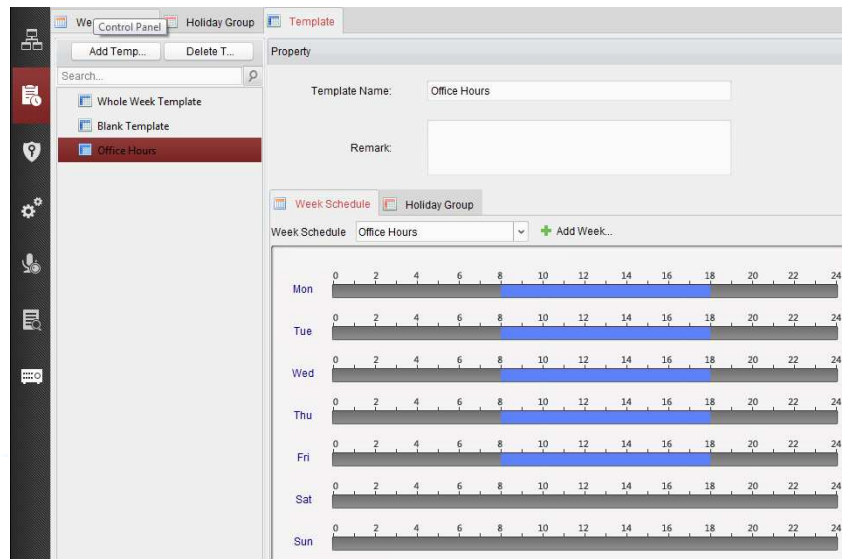 We
Control Panel
Holiday Group
Template
Add Temp...
Delete T...
Property
Search...
Whole Week Template
Blank Template
Office Hours
Template Name:
Office Hours
Remark:
Week Schedule
Holiday Group
Week Schedule
Office Hours
Add Week...
0 2 4 6 8 10 12 14 16 18 20 22 24
Mon
0 2 4 6 8 10 12 14 16 18 20 22 24
Tue
0 2 4 6 8 10 12 14 16 18 20 22 24
Wed
0 2 4 6 8 10 12 14 16 18 20 22 24
Thu
0 2 4 6 8 10 12 14 16 18 20 22 24
Fri
0 2 4 6 8 10 12 14 16 18 20 22 24
Sat
0 2 4 6 8 10 12 14 16 18 20 22 24
Sun